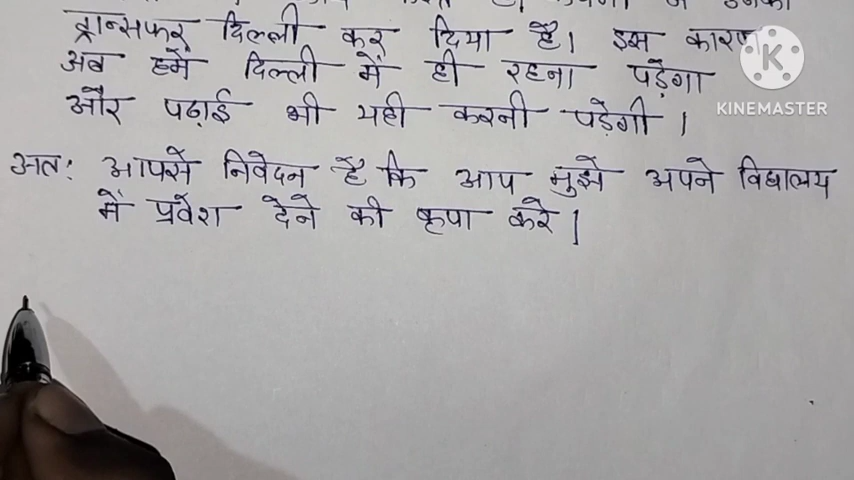 ट्रान्सफर दिल्ली कर दिया है। इस कारण
अब हमें दिल्ली में ही रहना पड़ेगा
और पढ़ाई भी यही करनी पड़ेगी ।
अतः आपसे निवेदन है कि आप मुझे अपने विद्यालय
में प्रवेश देने की कृपा करे |
KINEMASTER